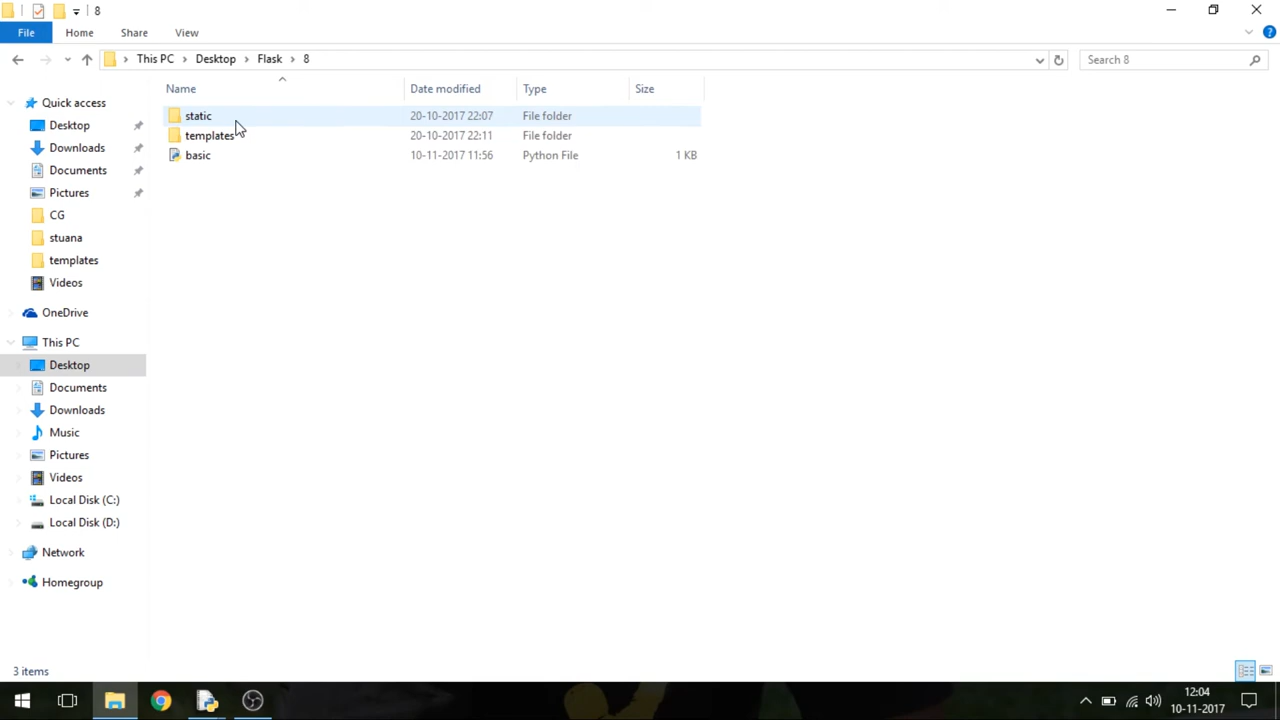 8
File Home Share View
This PC Desktop Flask 8 Search 8
Name Date modified Type Size
static 20-10-2017 22:07 File folder
templates 20-10-2017 22:11 File folder
basic 10-11-2017 11:56 Python File 1 KB
Quick access
Desktop
Downloads
Documents
Pictures
CG
stuana
templates
Videos
OneDrive
This PC
Desktop
Documents
Downloads
Music
Pictures
Videos
Local Disk (C:)
Local Disk (D:)
Network
Homegroup
3 items
12:04
10-11-2017